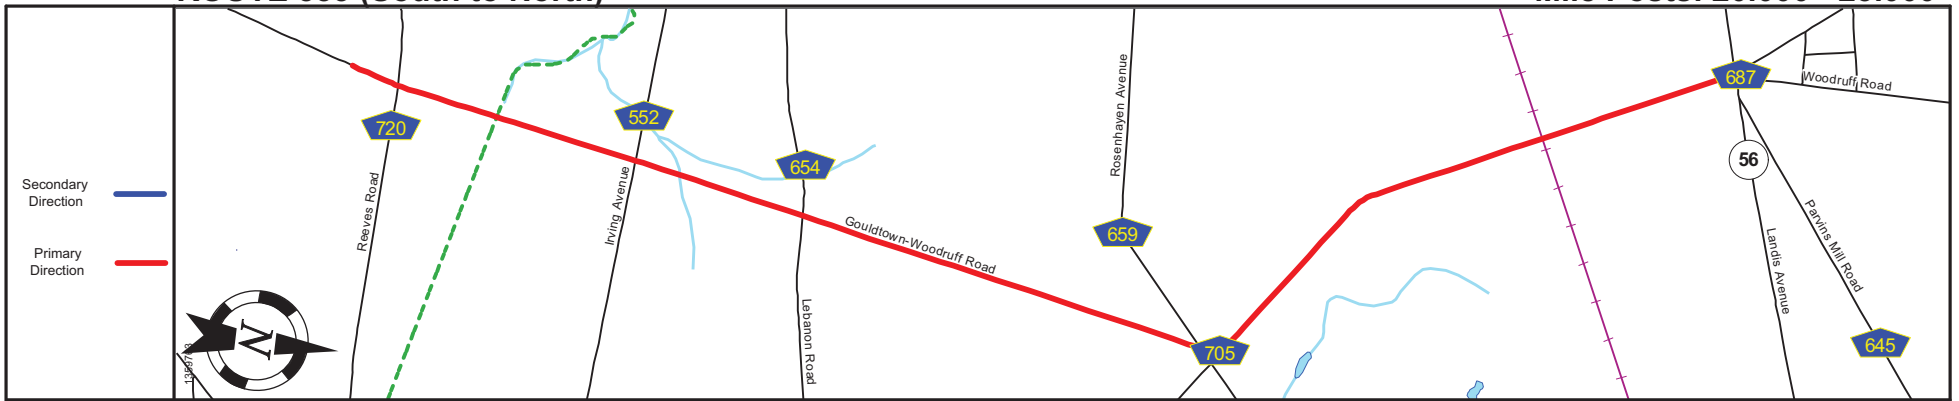 Secondary
Direction
Primary
Direction
720
Reeves Road
552
Irving Avenue
654
Lebanon Road
Gouldtown-Woodruff Road
Rosenhayen Avenue
659
705
687
Woodruff Road
56
Landis Avenue
Parvins Mill Road
645
N